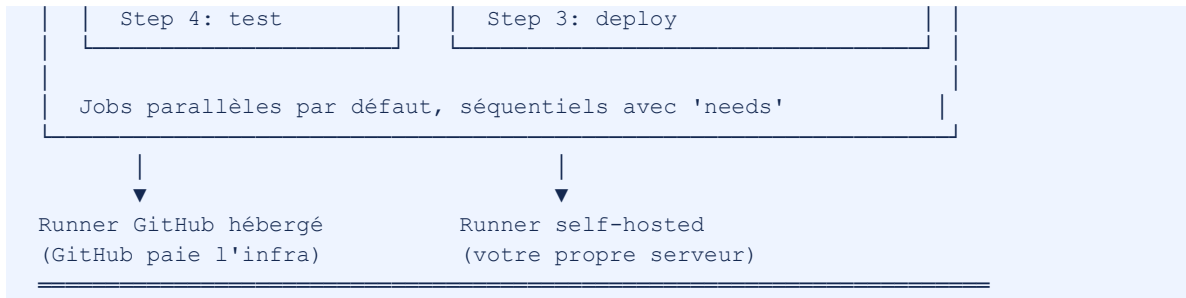 Step 4: test Step 3: deploy
Jobs parallèles par défaut, séquentiels avec 'needs'
Runner GitHub hébergé Runner self-hosted
(GitHub paie l'infra) (votre propre serveur)